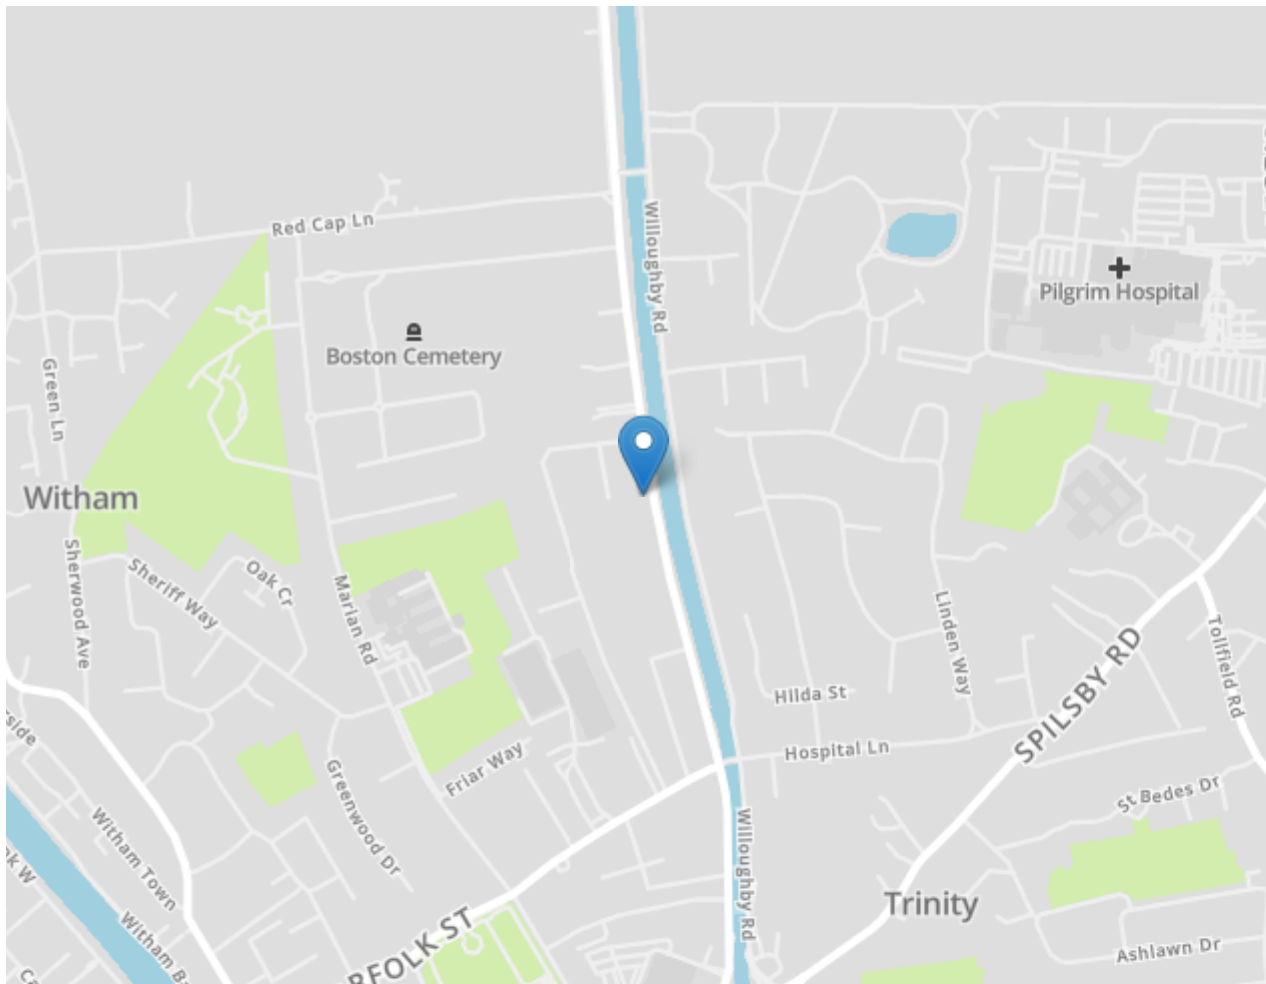 Red Cap Ln
Willoughby Rd
Pilgrim Hospital
Boston Cemetery
Green Ln
Witham
Sherwood Ave
Sheriff Way
Oak Cr
Marian Rd
Linden Way
Tollfield Rd
SPILSBY RD
Hilda St
Hospital Ln
Friar Way
Greenwood Dr
St Bedes Dr
Witham Town
Willoughby Rd
Trinity
Witham Ba
RFOLK ST
Ashlawn Dr